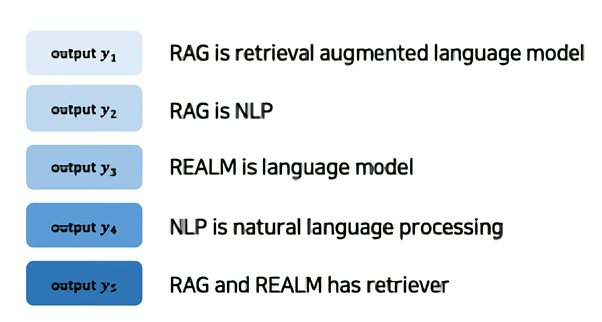 output y₁ RAG is retrieval augmented language model
output y₂ RAG is NLP
output y₃ REALM is language model
output y₄ NLP is natural language processing
output y₅ RAG and REALM has retriever